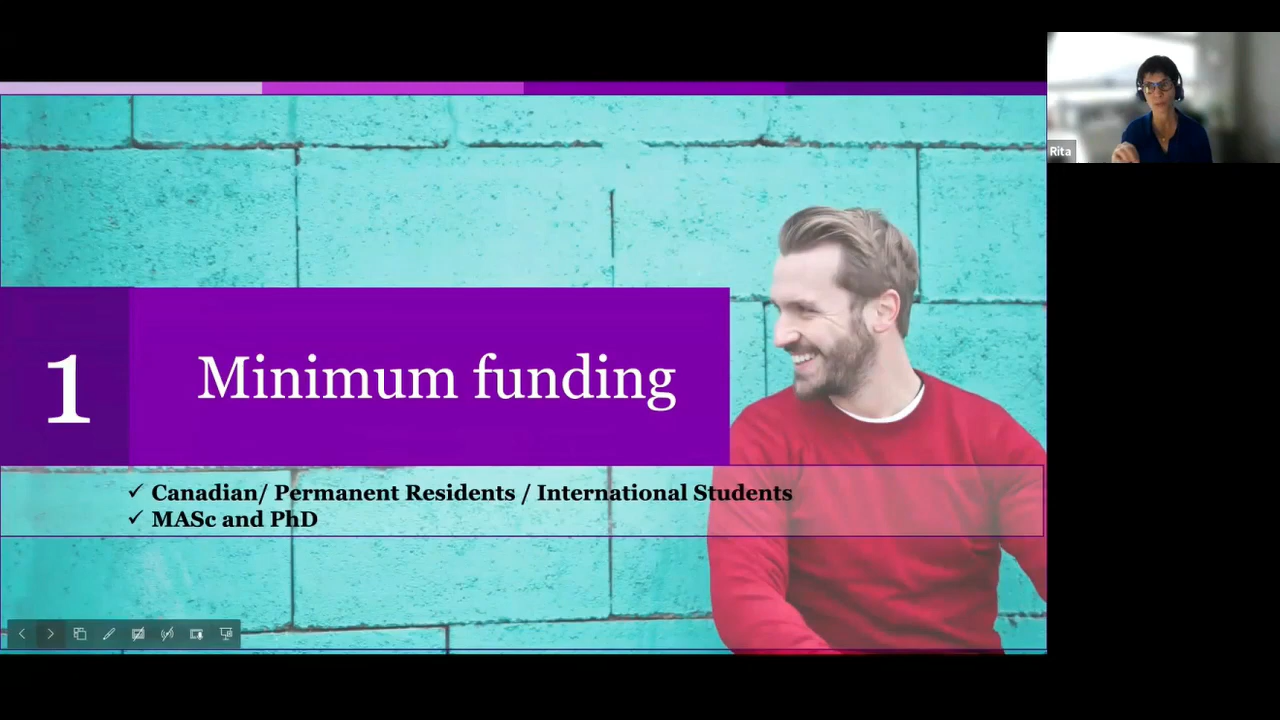 1
Minimum funding
✓ Canadian/ Permanent Residents / International Students
✓ MASc and PhD
Rita